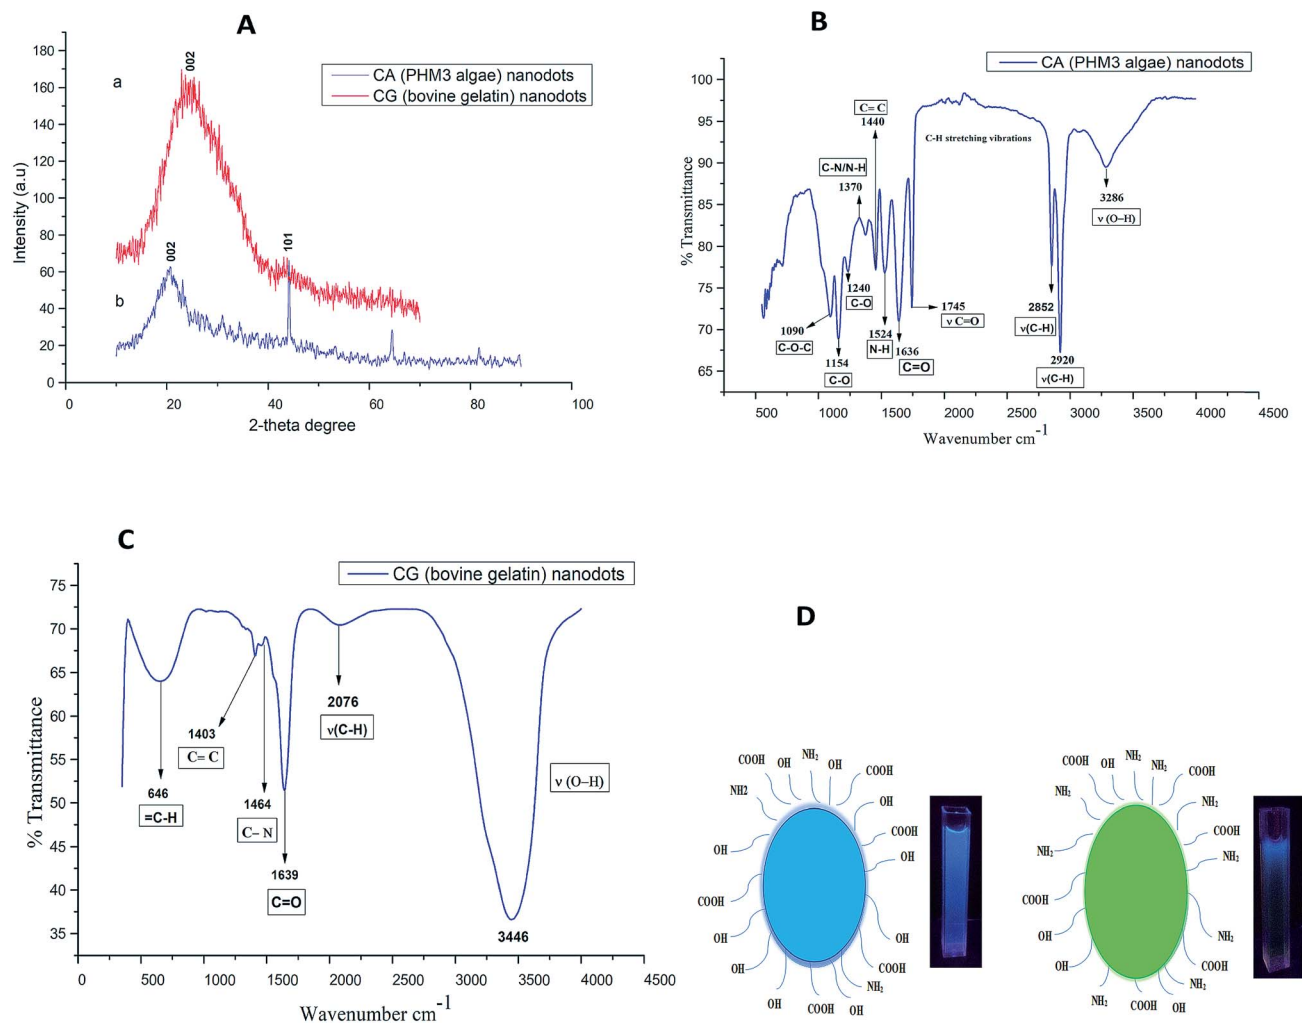 A
002
a
CA (PHM3 algae) nanodots
CG (bovine gelatin) nanodots
002
101
b
Intensity (a.u)
180
160
140
120
100
80
60
40
20
0
0 20 40 60 80 100
2-theta degree
B
CA (PHM3 algae) nanodots
C= C
1440
C-H stretching vibrations
C-N/N-H
1370
3286
ν (O–H)
1240
C-O
1745
ν C=O
2852
ν(C-H)
1090
C-O-C
1524
N-H
1636
C=O
1154
C-O
2920
ν(C-H)
% Transmittance
100
95
90
85
80
75
70
65
500 1000 1500 2000 2500 3000 3500 4000 4500
Wavenumber cm-1
C
CG (bovine gelatin) nanodots
2076
ν(C-H)
1403
C= C
ν (O–H)
646
=C-H
1464
C– N
1639
C=O
3446
% Transmittance
75
70
65
60
55
50
45
40
35
0 500 1000 1500 2000 2500 3000 3500 4000 4500
Wavenumber cm-1
D
COOH
OH
NH2
OH
COOH
NH2
OH
COOH
OH
OH
COOH
OH
OH
OH
COOH
NH2
OH
COOH
OH
COOH
OH
NH2
NH2
COOH
NH2
NH2
COOH
NH2
NH2
COOH
OH
NH2
COOH
NH2
NH2
COOH
OH